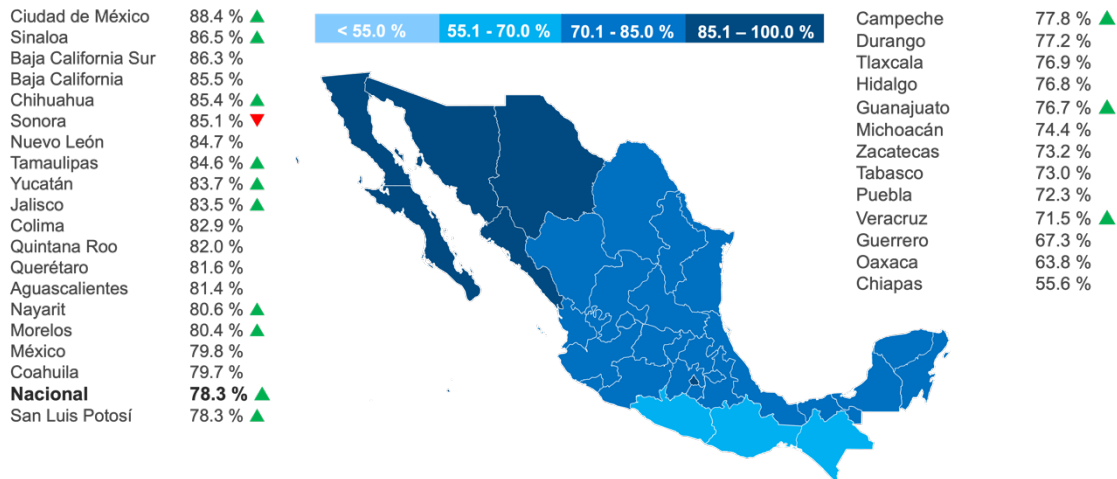 Ciudad de México 88.4 % ▲
Sinaloa 86.5 % ▲
Baja California Sur 86.3 %
Baja California 85.5 %
Chihuahua 85.4 % ▲
Sonora 85.1 % ▼
Nuevo León 84.7 %
Tamaulipas 84.6 % ▲
Yucatán 83.7 % ▲
Jalisco 83.5 % ▲
Colima 82.9 %
Quintana Roo 82.0 %
Querétaro 81.6 %
Aguascalientes 81.4 %
Nayarit 80.6 % ▲
Morelos 80.4 % ▲
México 79.8 %
Coahuila 79.7 %
Nacional 78.3 % ▲
San Luis Potosí 78.3 % ▲
< 55.0 % 55.1 - 70.0 % 70.1 - 85.0 % 85.1 – 100.0 %
Campeche 77.8 % ▲
Durango 77.2 %
Tlaxcala 76.9 %
Hidalgo 76.8 %
Guanajuato 76.7 % ▲
Michoacán 74.4 %
Zacatecas 73.2 %
Tabasco 73.0 %
Puebla 72.3 %
Veracruz 71.5 % ▲
Guerrero 67.3 %
Oaxaca 63.8 %
Chiapas 55.6 %